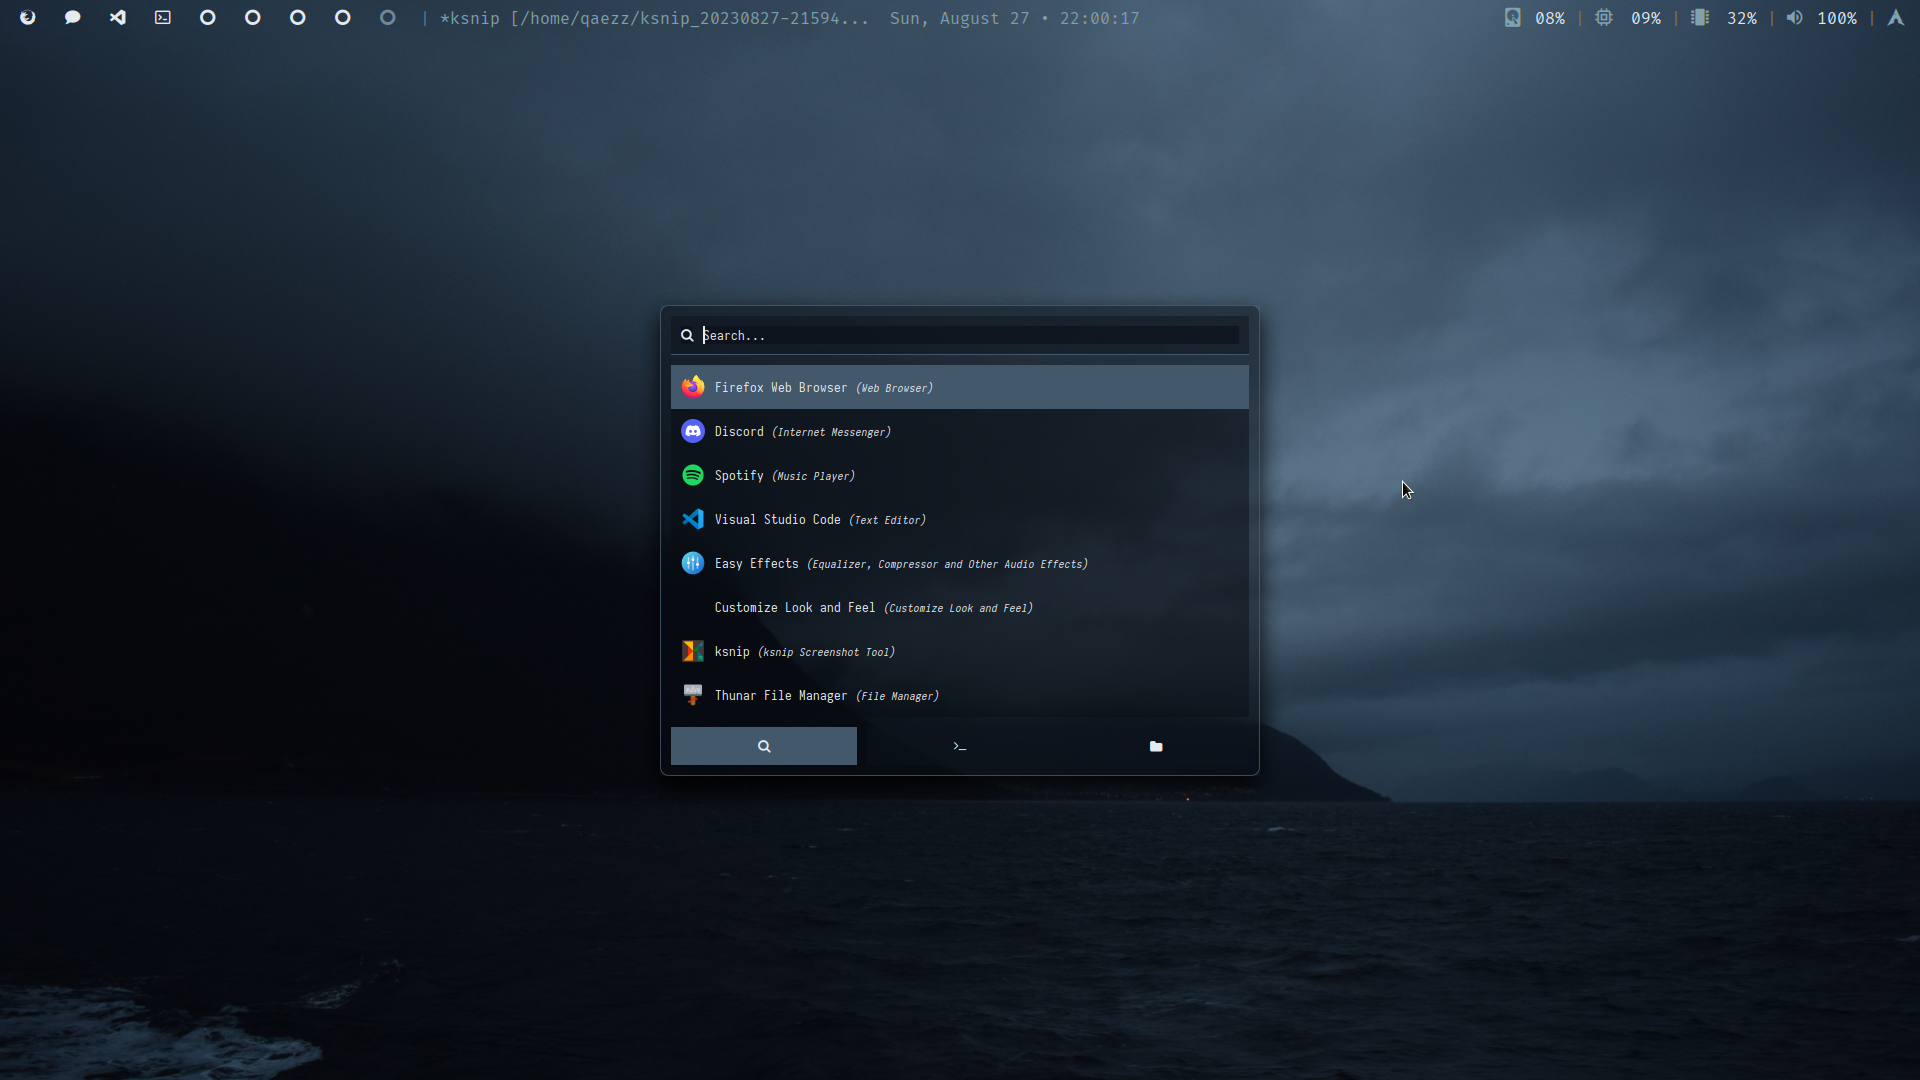 *ksnip [/home/qaezz/ksnip_20230827-21594... Sun, August 27 • 22:00:17 08% | 09% | 32% | 100% |
Search...
Firefox Web Browser (Web Browser)
Discord (Internet Messenger)
Spotify (Music Player)
Visual Studio Code (Text Editor)
Easy Effects (Equalizer, Compressor and Other Audio Effects)
Customize Look and Feel (Customize Look and Feel)
ksnip (ksnip Screenshot Tool)
Thunar File Manager (File Manager)